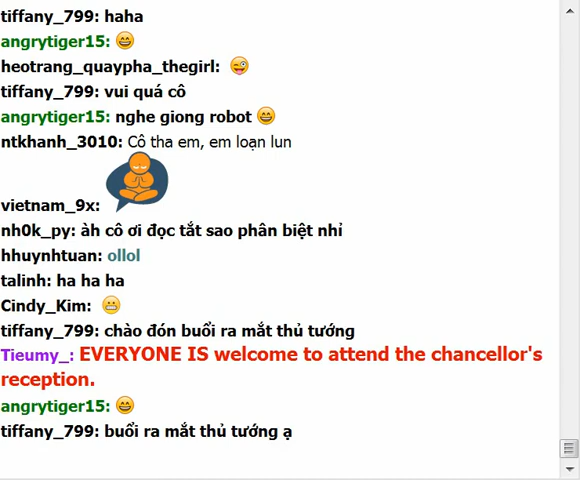 tiffany_799: haha
angrytiger15: 😄
heotrang_quaypha_thegirl: 😜
tiffany_799: vui quá cô
angrytiger15: nghe giong robot 😄
ntkhanh_3010: Cô tha em, em loạn lun
vietnam_9x:
nh0k_py: àh cô ơi đọc tắt sao phân biệt nhỉ
hhuynhtuan: ollol
talinh: ha ha ha
Cindy_Kim: 😬
tiffany_799: chào đón buổi ra mắt thủ tướng
Tieumy_: EVERYONE IS welcome to attend the chancellor's
reception.
angrytiger15: 😄
tiffany_799: buổi ra mắt thủ tướng ạ